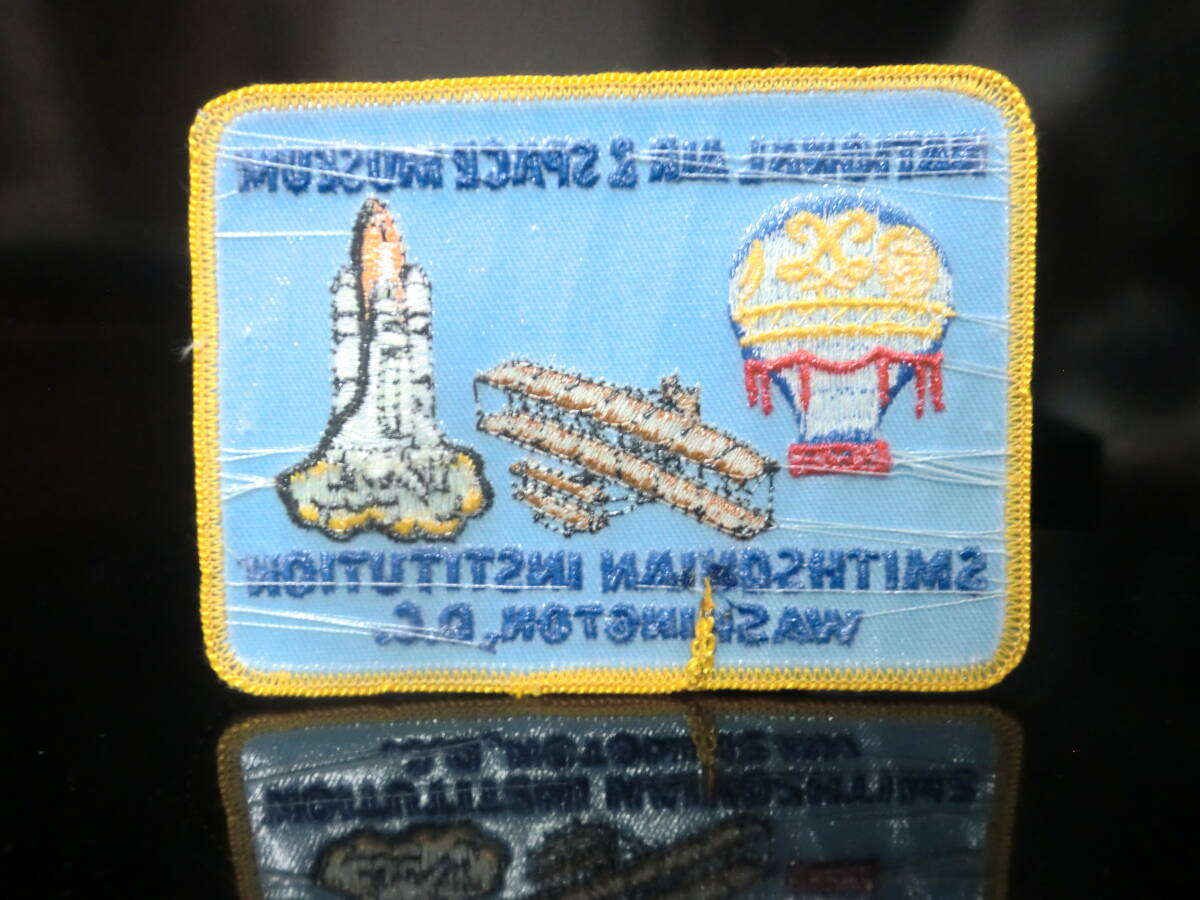 NATIONAL AIR & SPACE MUSEUM
SMITHSONIAN INSTITUTION
WASHINGTON, D.C.